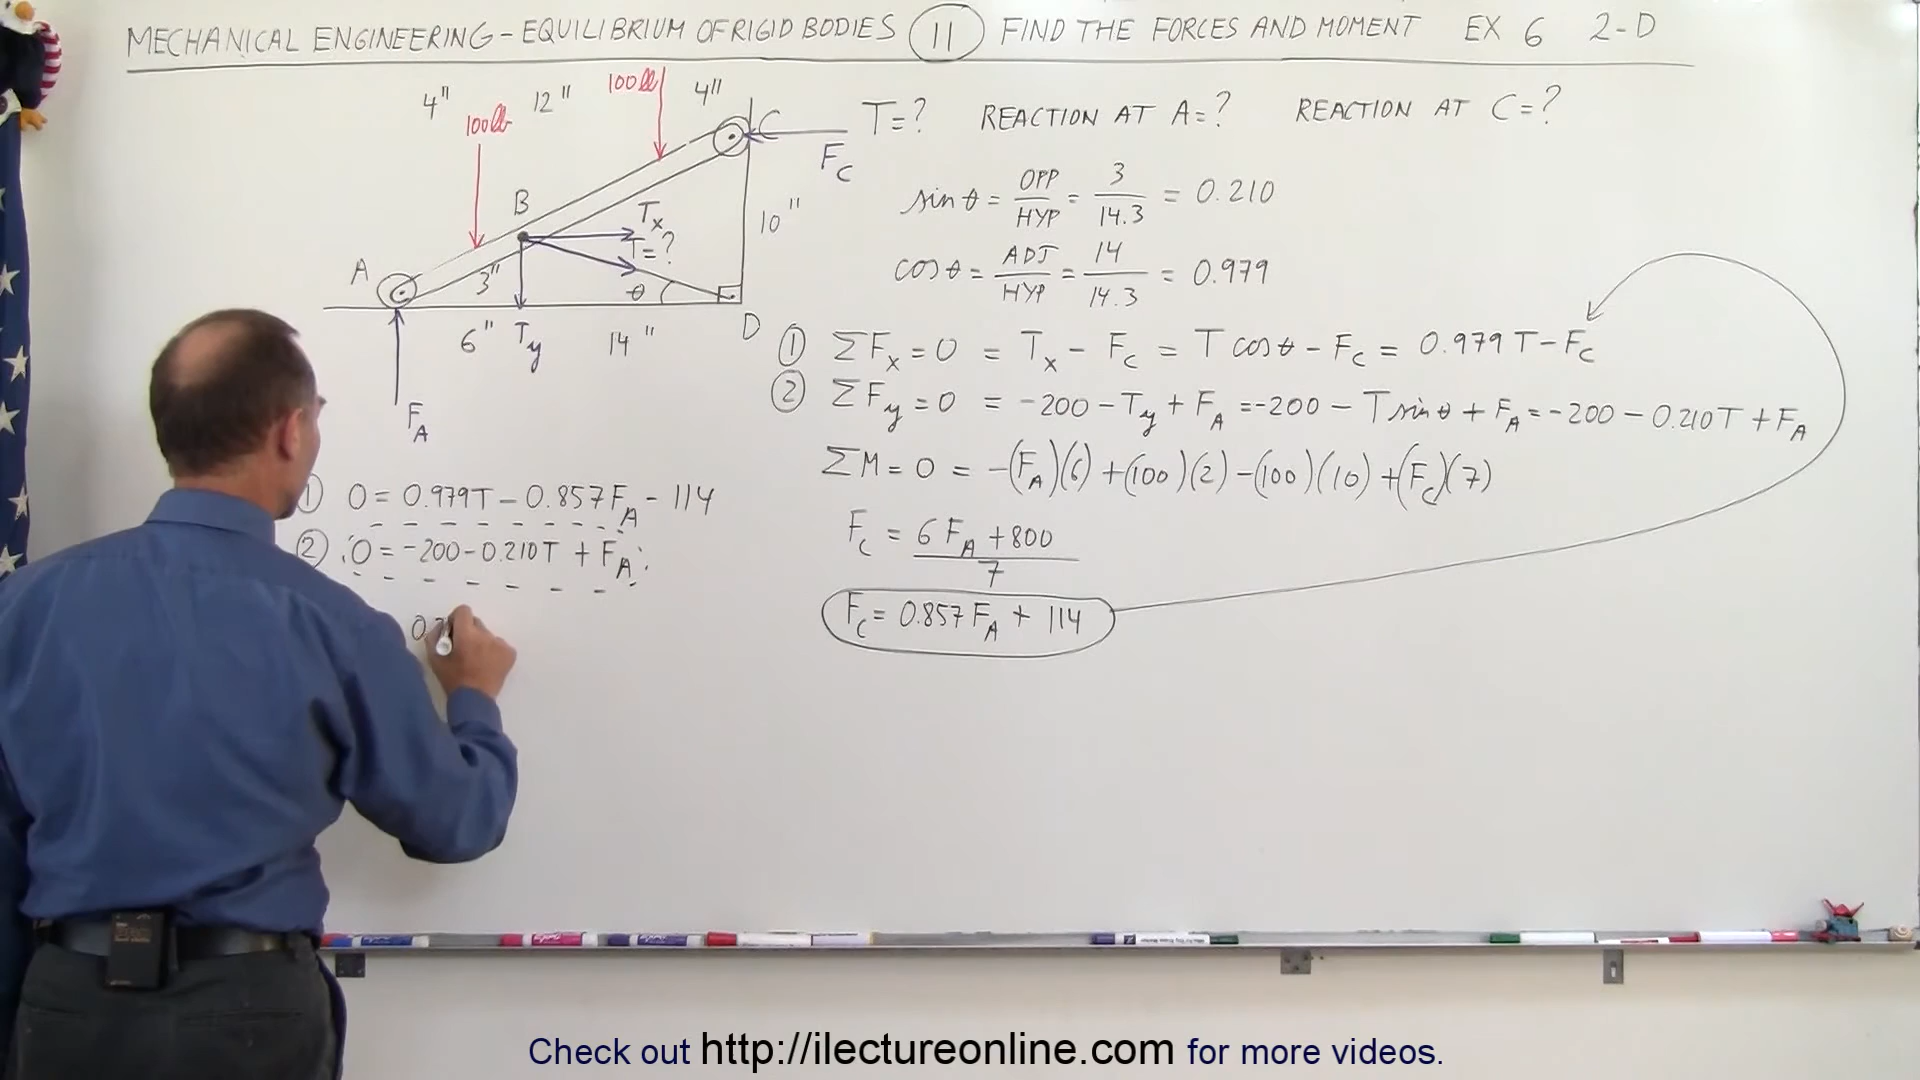 MECHANICAL ENGINEERING - EQUILIBRIUM OF RIGID BODIES 11 FIND THE FORCES AND MOMENT EX 6 2-D
4" 12" 100lb 4"
100lb
C
F_C
T=? REACTION AT A=? REACTION AT C=?
B
T_x
T=?
10"
A
3"
θ
6" T_y 14" D
F_A
sin θ = OPP/HYP = 3/14.3 = 0.210
cos θ = ADJ/HYP = 14/14.3 = 0.979
① ΣF_x = 0 = T_x - F_C = T cos θ - F_C = 0.979 T - F_C
② ΣF_y = 0 = -200 - T_y + F_A = -200 - T sin θ + F_A = -200 - 0.210T + F_A
ΣM = 0 = -(F_A)(6) + (100)(2) - (100)(10) + (F_C)(7)
F_C = (6 F_A + 800)/7
F_C = 0.857 F_A + 114
① 0 = 0.979T - 0.857F_A - 114
② 0 = -200 - 0.210T + F_A
Check out http://ilectureonline.com for more videos.